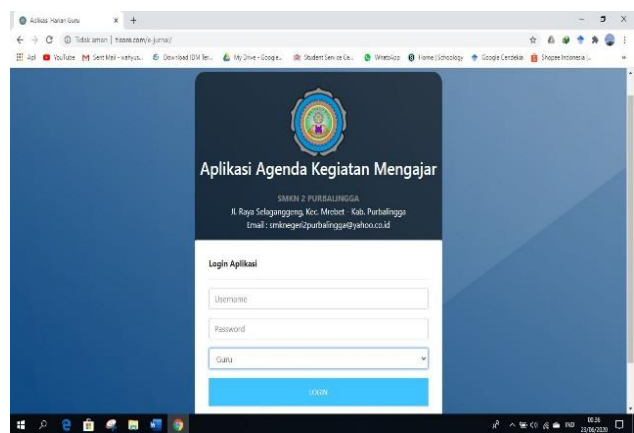 Aplikasi Harian Guru
Tidak aman | tissos.com/e-jurnal/
Apl
YouTube
Sent Mail - wahyus...
Download IDM Ter...
My Drive - Google...
Student Service Ce...
WhatsApp
Home | Schoology
Google Cendekia
Shopee Indonesia |...
Aplikasi Agenda Kegiatan Mengajar
SMKN 2 PURBALINGGA
Jl. Raya Selaganggeng, Kec. Mrebet - Kab. Purbalingga
Email : smknegeri2purbalingga@yahoo.co.id
Login Aplikasi
Username
Password
Guru
LOGIN
IND
23/06/2020